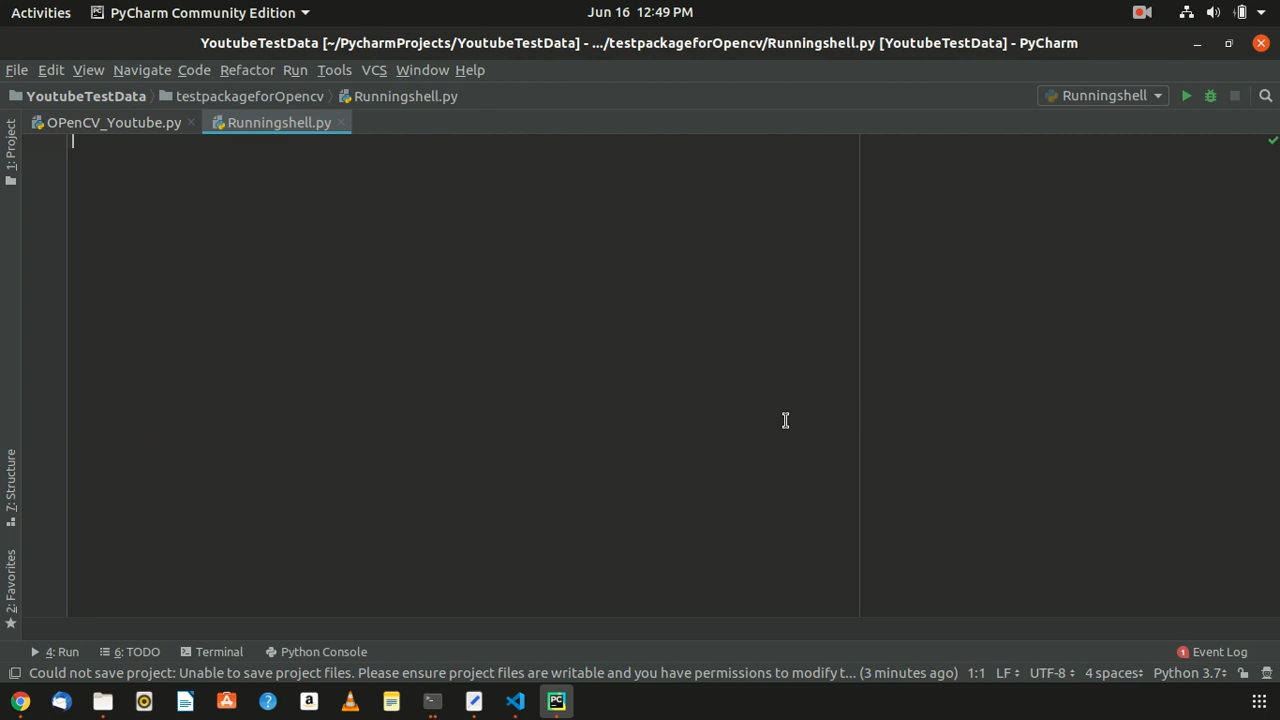 Activities PyCharm Community Edition Jun 16 12:49 PM
YoutubeTestData [~/PycharmProjects/YoutubeTestData] - .../testpackageforOpencv/Runningshell.py [YoutubeTestData] - PyCharm
File Edit View Navigate Code Refactor Run Tools VCS Window Help
YoutubeTestData testpackageforOpencv Runningshell.py Runningshell
OPenCV_Youtube.py Runningshell.py
1: Project
7: Structure
2: Favorites
4: Run 6: TODO Terminal Python Console 1 Event Log
Could not save project: Unable to save project files. Please ensure project files are writable and you have permissions to modify t... (3 minutes ago) 1:1 LF UTF-8 4 spaces Python 3.7